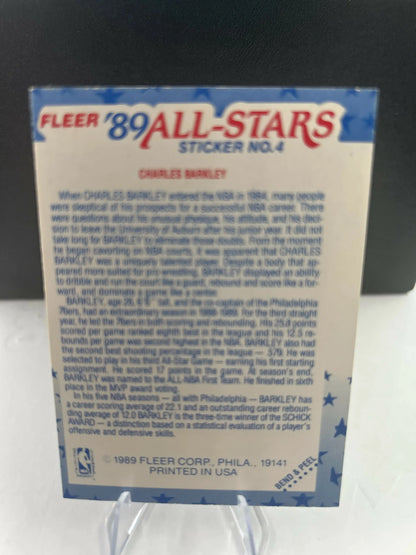 FLEER '89 ALL-STARS
STICKER NO. 4
CHARLES BARKLEY
When CHARLES BARKLEY entered the NBA in 1984, many people
were skeptical of his prospects for a successful NBA career. There
were questions about his unusual physique, his attitude, and his deci-
sion to leave the University of Auburn after his junior year. It did not
take long for BARKLEY to eliminate those doubts. From the moment
he began cavorting on NBA courts, it was apparent that CHARLES
BARKLEY was a uniquely talented player. Despite a body that ap-
peared more suited for pro-wrestling, BARKLEY displayed an ability
to dribble and run the court like a guard, rebound and score like a for-
ward, and dominate a game like a center.
BARKLEY, age 26, 6'6" tall, and the co-captain of the Philadelphia
76ers, had an extraordinary season in 1988-1989. For the third straight
year, he led the 76ers in both scoring and rebounding. His 25.8 points
scored per game ranked eighth best in the league and his 12.5 re-
bounds per game was second highest in the NBA. BARKLEY also had
the second best shooting percentage in the league — .579. He was
selected to play in his third All-Star Game — earning his first starting
assignment. He scored 17 points in the game. At season's end,
BARKLEY was named to the ALL-NBA First Team. He finished in sixth
place in the MVP award voting.
In his five NBA seasons — all with Philadelphia — BARKLEY has
a career scoring average of 22.1 and an outstanding career reboun-
ding average of 12.0 BARKLEY is the three-time winner of the SCHICK
AWARD — a distinction based on statistical evaluation of a player's
offensive and defensive skills.
© 1989 FLEER CORP., PHILA., 19141
PRINTED IN USA
BEND & PEEL
NBA